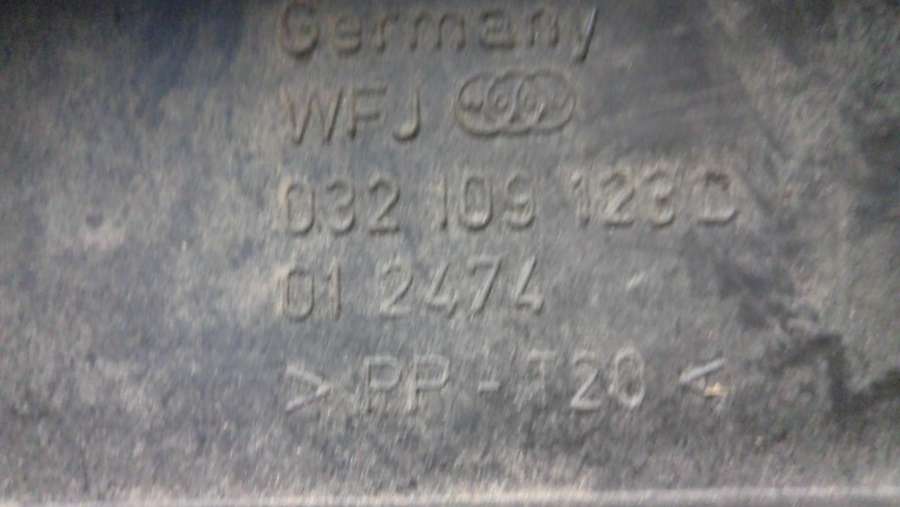 Germany
WFJ
032 109 123 C
01 2474
> PP - T20 <